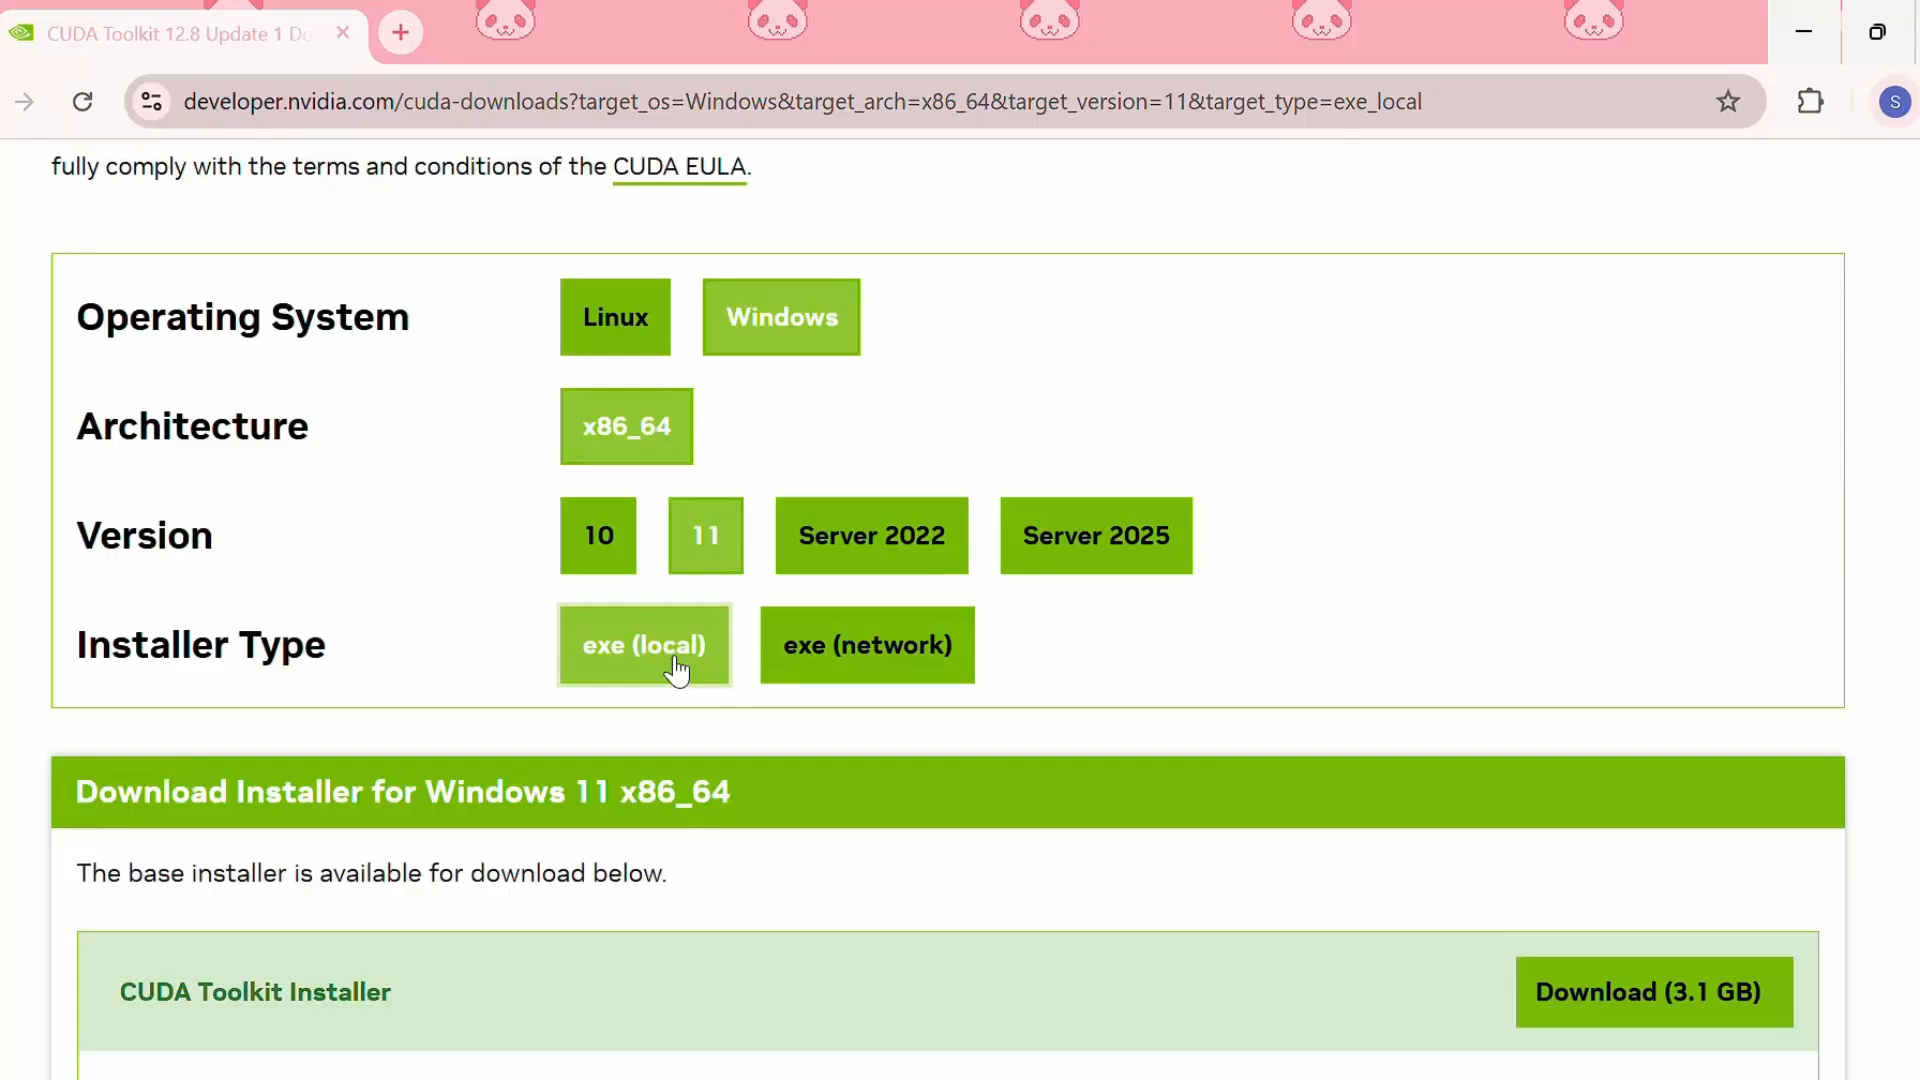 CUDA Toolkit 12.8 Update 1 Do
developer.nvidia.com/cuda-downloads?target_os=Windows&target_arch=x86_64&target_version=11&target_type=exe_local
S
fully comply with the terms and conditions of the CUDA EULA.
Operating System Linux Windows
Architecture x86_64
Version 10 11 Server 2022 Server 2025
Installer Type exe (local) exe (network)
Download Installer for Windows 11 x86_64
The base installer is available for download below.
CUDA Toolkit Installer Download (3.1 GB)